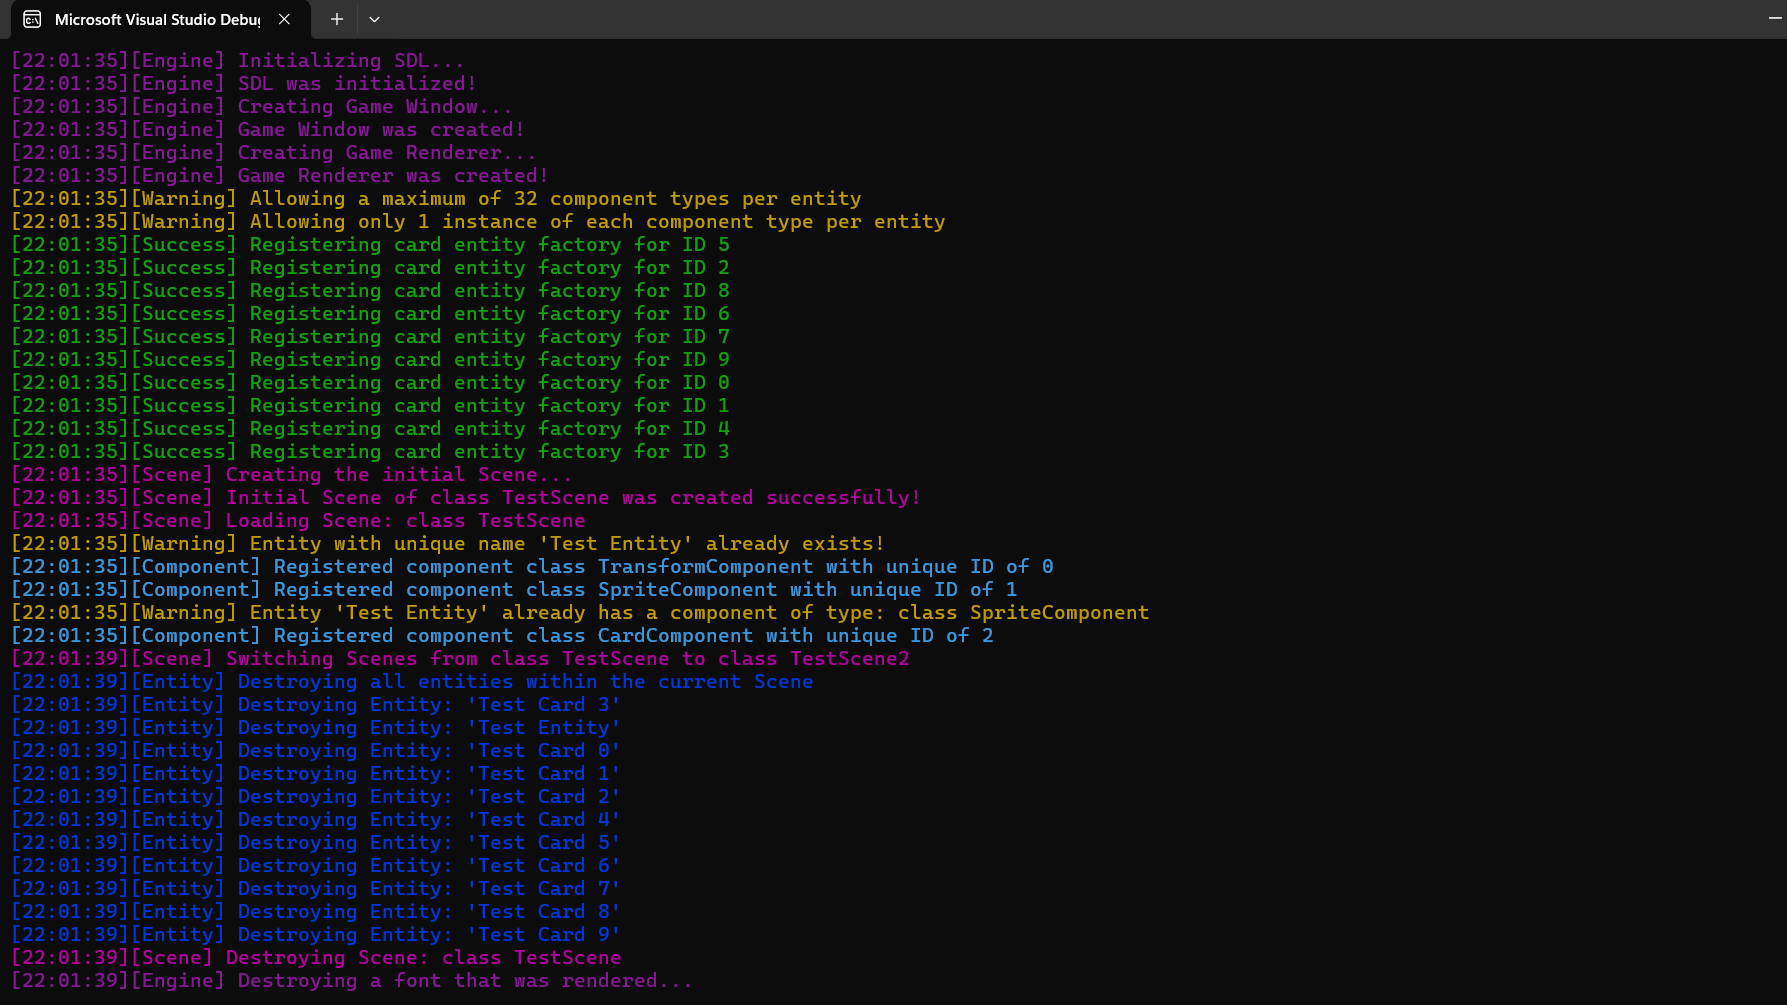 Microsoft Visual Studio Debug
[22:01:35][Engine] Initializing SDL...
[22:01:35][Engine] SDL was initialized!
[22:01:35][Engine] Creating Game Window...
[22:01:35][Engine] Game Window was created!
[22:01:35][Engine] Creating Game Renderer...
[22:01:35][Engine] Game Renderer was created!
[22:01:35][Warning] Allowing a maximum of 32 component types per entity
[22:01:35][Warning] Allowing only 1 instance of each component type per entity
[22:01:35][Success] Registering card entity factory for ID 5
[22:01:35][Success] Registering card entity factory for ID 2
[22:01:35][Success] Registering card entity factory for ID 8
[22:01:35][Success] Registering card entity factory for ID 6
[22:01:35][Success] Registering card entity factory for ID 7
[22:01:35][Success] Registering card entity factory for ID 9
[22:01:35][Success] Registering card entity factory for ID 0
[22:01:35][Success] Registering card entity factory for ID 1
[22:01:35][Success] Registering card entity factory for ID 4
[22:01:35][Success] Registering card entity factory for ID 3
[22:01:35][Scene] Creating the initial Scene...
[22:01:35][Scene] Initial Scene of class TestScene was created successfully!
[22:01:35][Scene] Loading Scene: class TestScene
[22:01:35][Warning] Entity with unique name 'Test Entity' already exists!
[22:01:35][Component] Registered component class TransformComponent with unique ID of 0
[22:01:35][Component] Registered component class SpriteComponent with unique ID of 1
[22:01:35][Warning] Entity 'Test Entity' already has a component of type: class SpriteComponent
[22:01:35][Component] Registered component class CardComponent with unique ID of 2
[22:01:39][Scene] Switching Scenes from class TestScene to class TestScene2
[22:01:39][Entity] Destroying all entities within the current Scene
[22:01:39][Entity] Destroying Entity: 'Test Card 3'
[22:01:39][Entity] Destroying Entity: 'Test Entity'
[22:01:39][Entity] Destroying Entity: 'Test Card 0'
[22:01:39][Entity] Destroying Entity: 'Test Card 1'
[22:01:39][Entity] Destroying Entity: 'Test Card 2'
[22:01:39][Entity] Destroying Entity: 'Test Card 4'
[22:01:39][Entity] Destroying Entity: 'Test Card 5'
[22:01:39][Entity] Destroying Entity: 'Test Card 6'
[22:01:39][Entity] Destroying Entity: 'Test Card 7'
[22:01:39][Entity] Destroying Entity: 'Test Card 8'
[22:01:39][Entity] Destroying Entity: 'Test Card 9'
[22:01:39][Scene] Destroying Scene: class TestScene
[22:01:39][Engine] Destroying a font that was rendered...